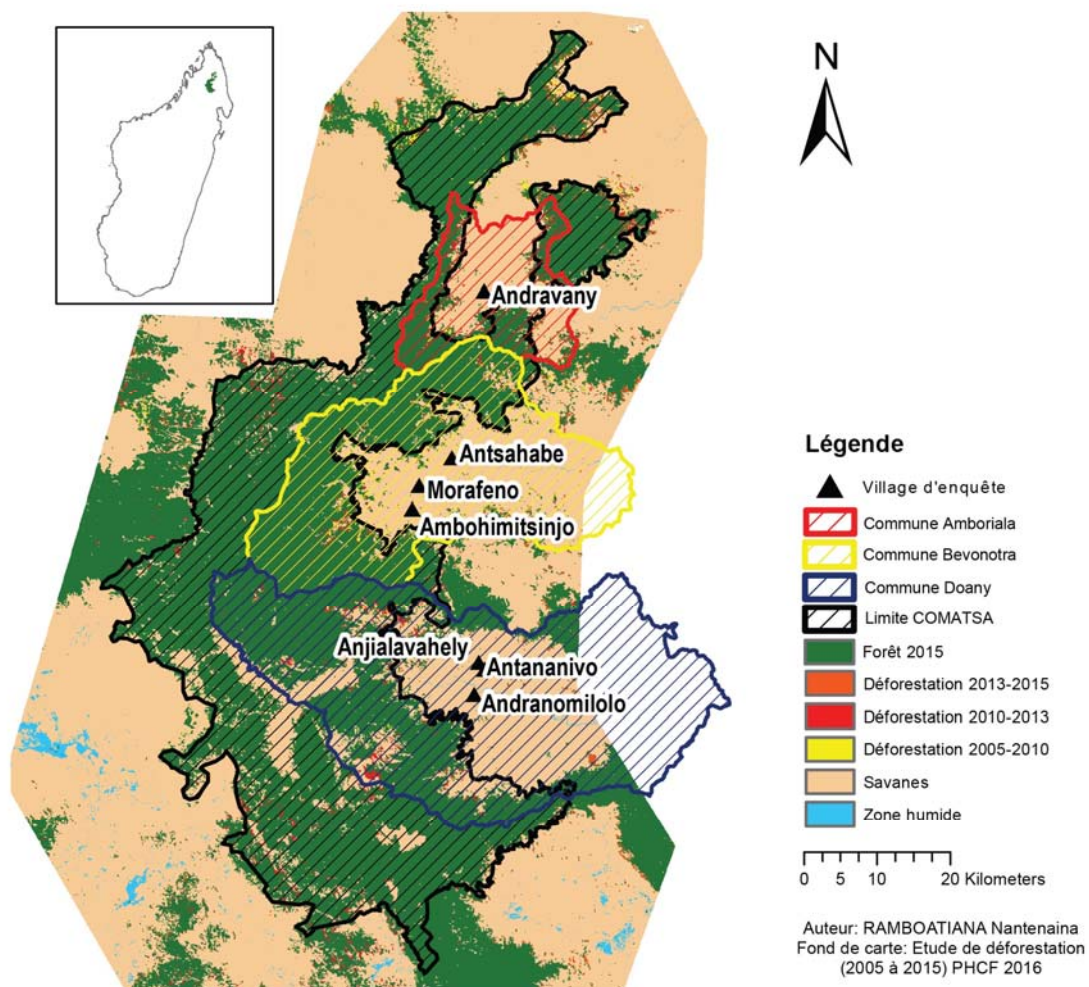 N
Andravany
Antsahabe
Morafeno
Ambohimitsinjo
Anjialavahely
Antananivo
Andranomilolo
Légende
Village d'enquête
Commune Amboriala
Commune Bevonotra
Commune Doany
Limite COMATSA
Forêt 2015
Déforestation 2013-2015
Déforestation 2010-2013
Déforestation 2005-2010
Savanes
Zone humide
0 5 10 20 Kilometers
Auteur: RAMBOATIANA Nantenaina
Fond de carte: Etude de déforestation
(2005 à 2015) PHCF 2016